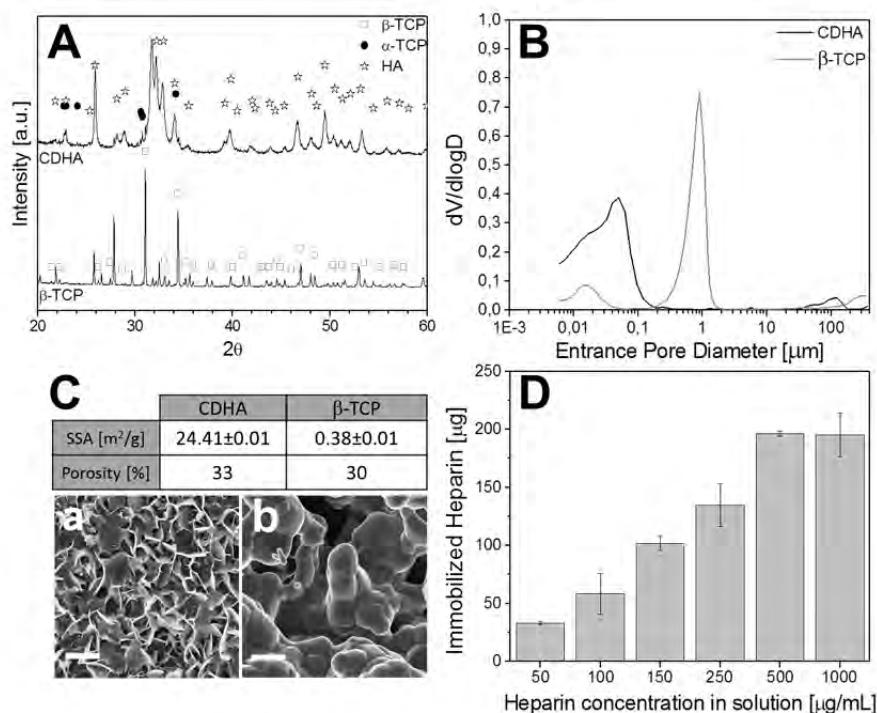 A
□ β-TCP
● α-TCP
☆ HA
Intensity [a.u.]
CDHA
β-TCP
20 30 40 50 60
2θ
B
CDHA
β-TCP
dV/dlogD
1,0
0,9
0,8
0,7
0,6
0,5
0,4
0,3
0,2
0,1
0,0
1E-3 0,01 0,1 1 10 100
Entrance Pore Diameter [μm]
C
CDHA β-TCP
SSA [m²/g] 24.41±0.01 0.38±0.01
Porosity [%] 33 30
a
b
D
Immobilized Heparin [μg]
250
200
150
100
50
0
50 100 150 250 500 1000
Heparin concentration in solution [μg/mL]